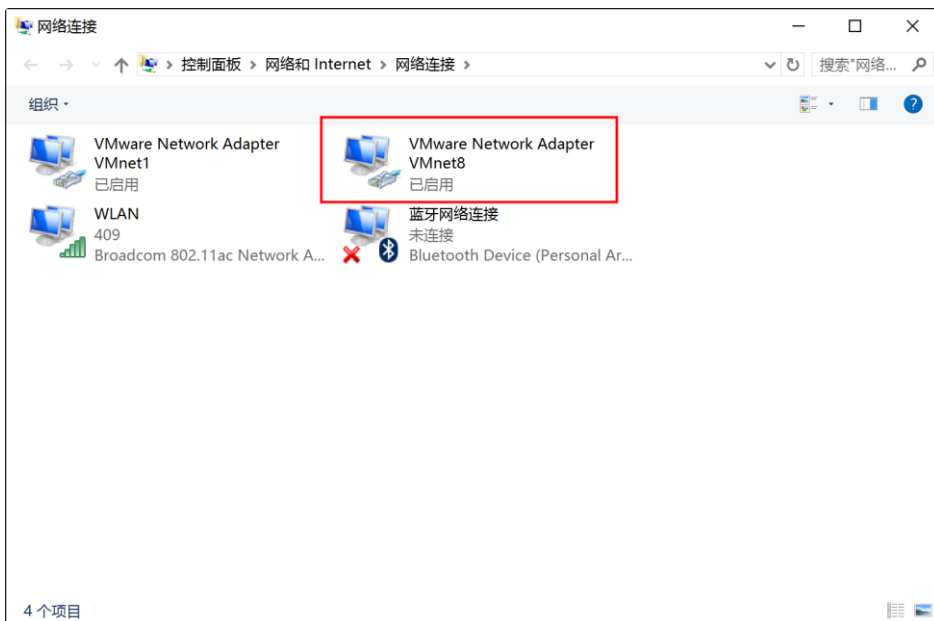 网络连接
控制面板 › 网络和 Internet › 网络连接 ›
搜索"网络...
组织
VMware Network Adapter
VMnet1
已启用
VMware Network Adapter
VMnet8
已启用
WLAN
409
Broadcom 802.11ac Network A...
蓝牙网络连接
未连接
Bluetooth Device (Personal Ar...
4 个项目